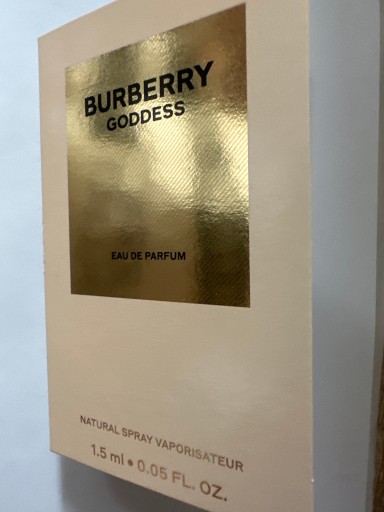 BURBERRY
GODDESS
EAU DE PARFUM
NATURAL SPRAY VAPORISATEUR
1.5 ml • 0.05 FL. OZ.